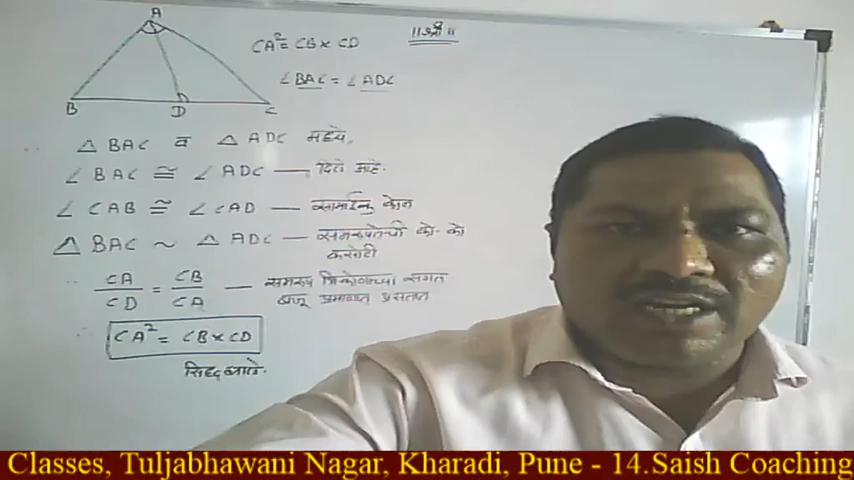 A
CA² = CB × CD
॥ श्री ॥
∠BAC = ∠ADC
B D C
△ BAC व △ ADC मध्ये,
∠ BAC ≅ ∠ ADC — दिले आहे.
∠ CAB ≅ ∠ CAD — सामाईक कोन
△ BAC ~ △ ADC — समरूपतेची को-को
कसोटी
CA/CD = CB/CA — समरूप त्रिकोणाच्या संगत
बाजू प्रमाणात असतात
CA² = CB × CD
सिद्ध झाले.
Classes, Tuljabhawani Nagar, Kharadi, Pune - 14.Saish Coaching